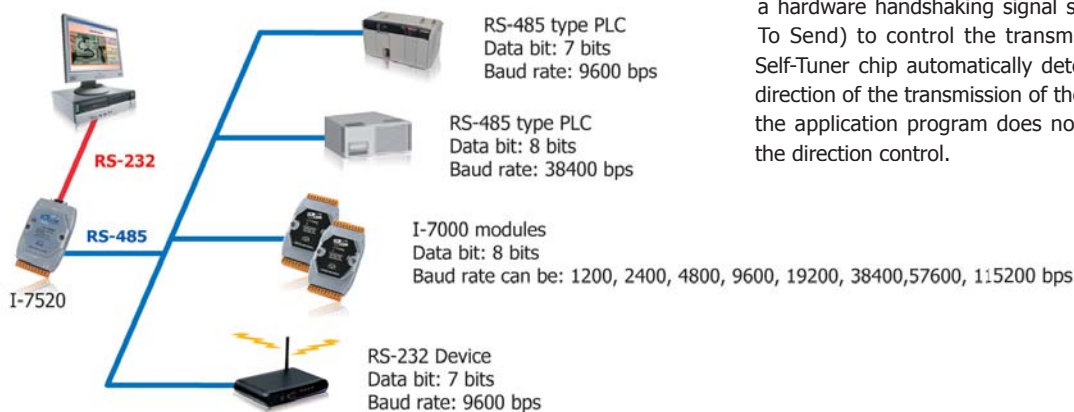 RS-485 type PLC
Data bit: 7 bits
Baud rate: 9600 bps
RS-485 type PLC
Data bit: 8 bits
Baud rate: 38400 bps
RS-232
RS-485
I-7520
I-7000 modules
Data bit: 8 bits
Baud rate can be: 1200, 2400, 4800, 9600, 19200, 38400,57600, 115200 bps
RS-232 Device
Data bit: 7 bits
Baud rate: 9600 bps
a hardware handshaking signal s
To Send) to control the transm
Self-Tuner chip automatically dete
direction of the transmission of the
the application program does no
the direction control.